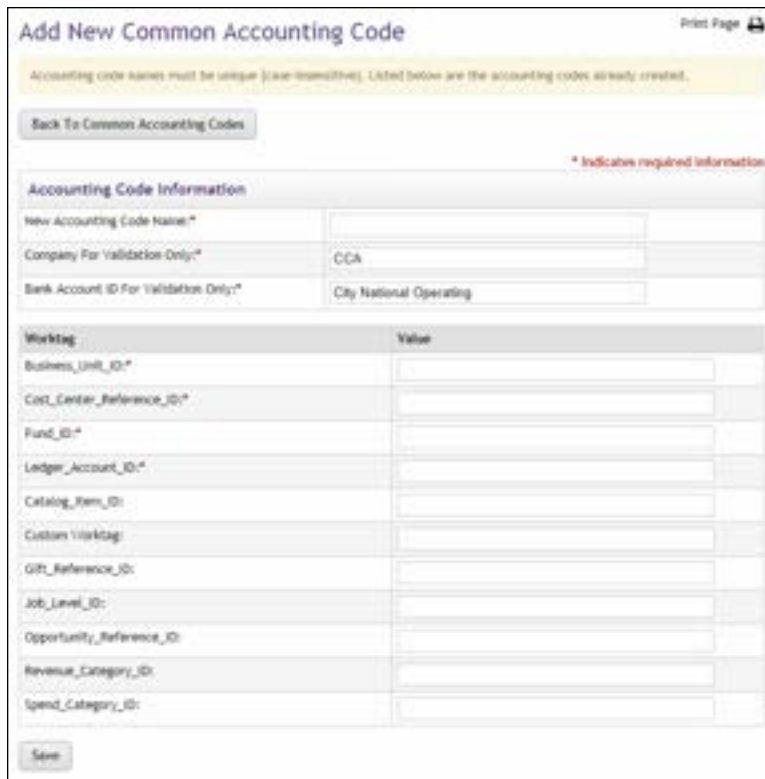 Add New Common Accounting Code
Print Page
Accounting code names must be unique (case-insensitive). Listed below are the accounting codes already created.
Back To Common Accounting Codes
* Indicates required information
Accounting Code Information
New Accounting Code Name:*
Company For Validation Only:* CCA
Bank Account ID For Validation Only:* City National Operating
Worktag Value
Business_Unit_ID:*
Cost_Center_Reference_ID:*
Fund_ID:*
Ledger_Account_ID:*
Catalog_Item_ID:
Custom Worktag:
Gift_Reference_ID:
Job_Level_ID:
Opportunity_Reference_ID:
Revenue_Category_ID:
Spend_Category_ID:
Save